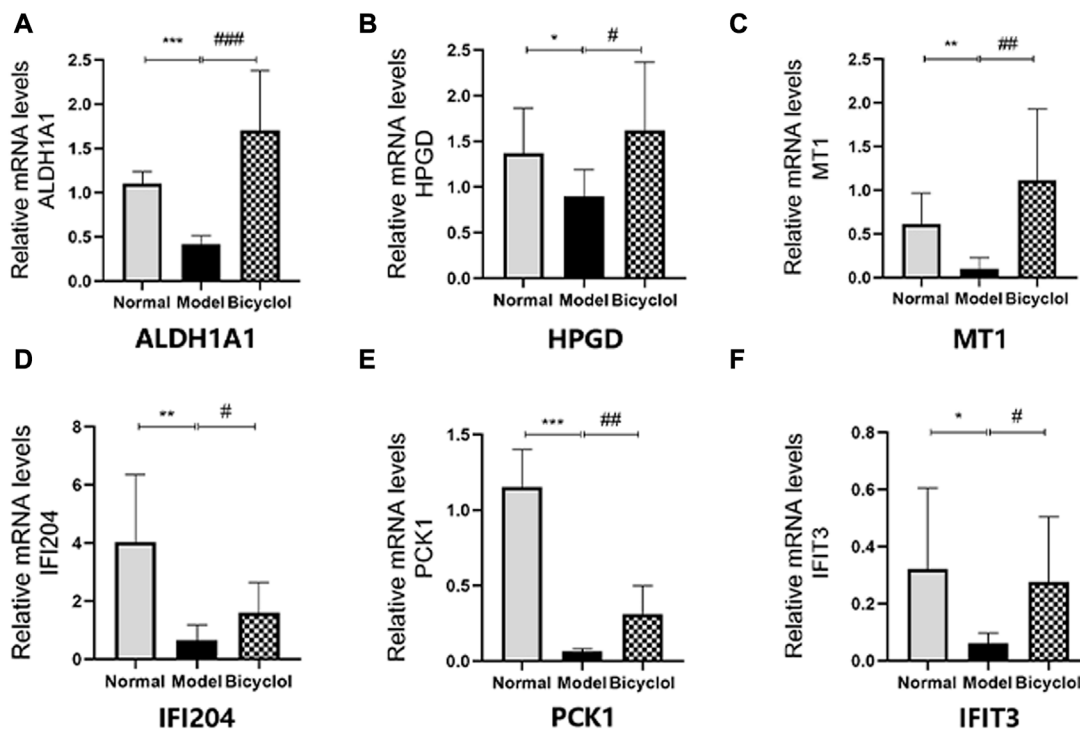 A
*** ###
2.5
2.0
1.5
1.0
0.5
0.0
Relative mRNA levels
ALDH1A1
Normal Model Bicyclol
ALDH1A1
B
* #
2.5
2.0
1.5
1.0
0.5
0.0
Relative mRNA levels
HPGD
Normal Model Bicyclol
HPGD
C
** ##
2.5
2.0
1.5
1.0
0.5
0.0
Relative mRNA levels
MT1
Normal Model Bicyclol
MT1
D
** #
8
6
4
2
0
Relative mRNA levels
IFI204
Normal Model Bicyclol
IFI204
E
*** ##
1.5
1.0
0.5
0.0
Relative mRNA levels
PCK1
Normal Model Bicyclol
PCK1
F
* #
0.8
0.6
0.4
0.2
0.0
Relative mRNA levels
IFIT3
Normal Model Bicyclol
IFIT3